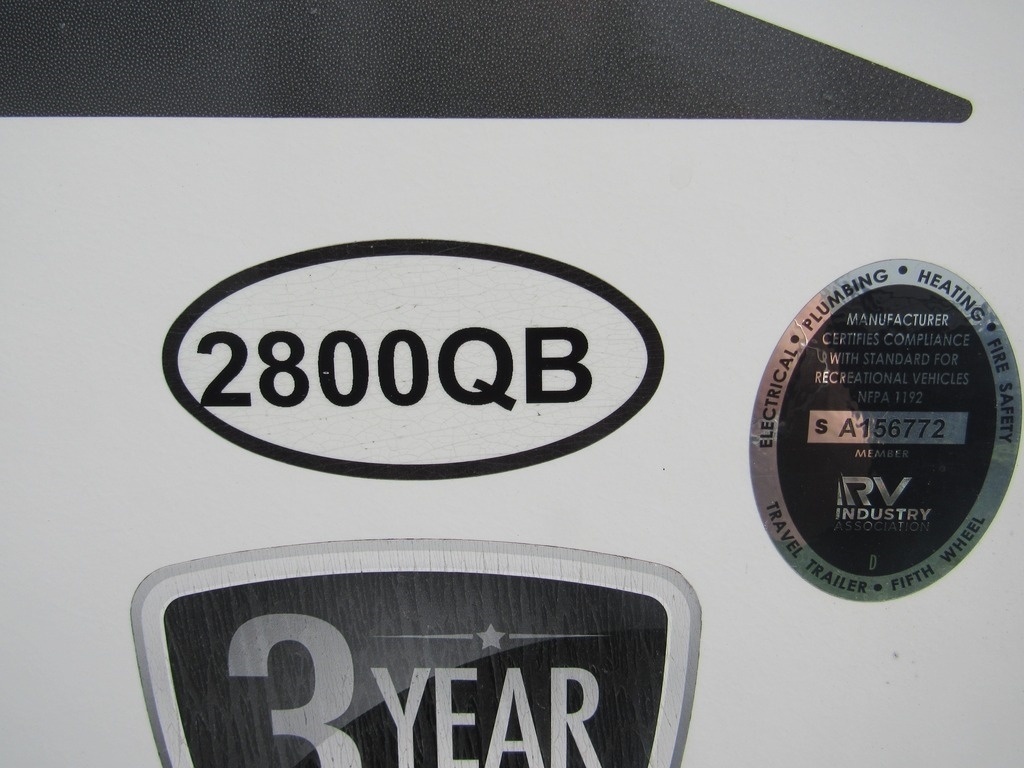 2800QB
ELECTRICAL • PLUMBING • HEATING • FIRE SAFETY
MANUFACTURER
CERTIFIES COMPLIANCE
WITH STANDARD FOR
RECREATIONAL VEHICLES
NFPA 1192
S A156772
MEMBER
RV
INDUSTRY
ASSOCIATION
D
TRAVEL TRAILER • FIFTH WHEEL
3 YEAR